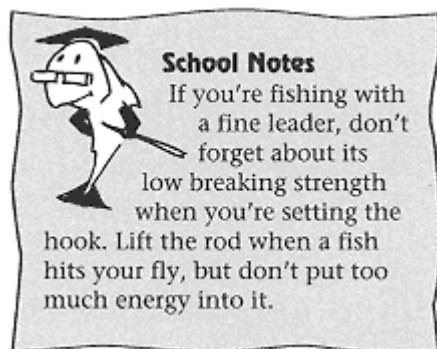 School Notes
If you're fishing with
a fine leader, don't
forget about its
low breaking strength
when you're setting the
hook. Lift the rod when a fish
hits your fly, but don't put too
much energy into it.